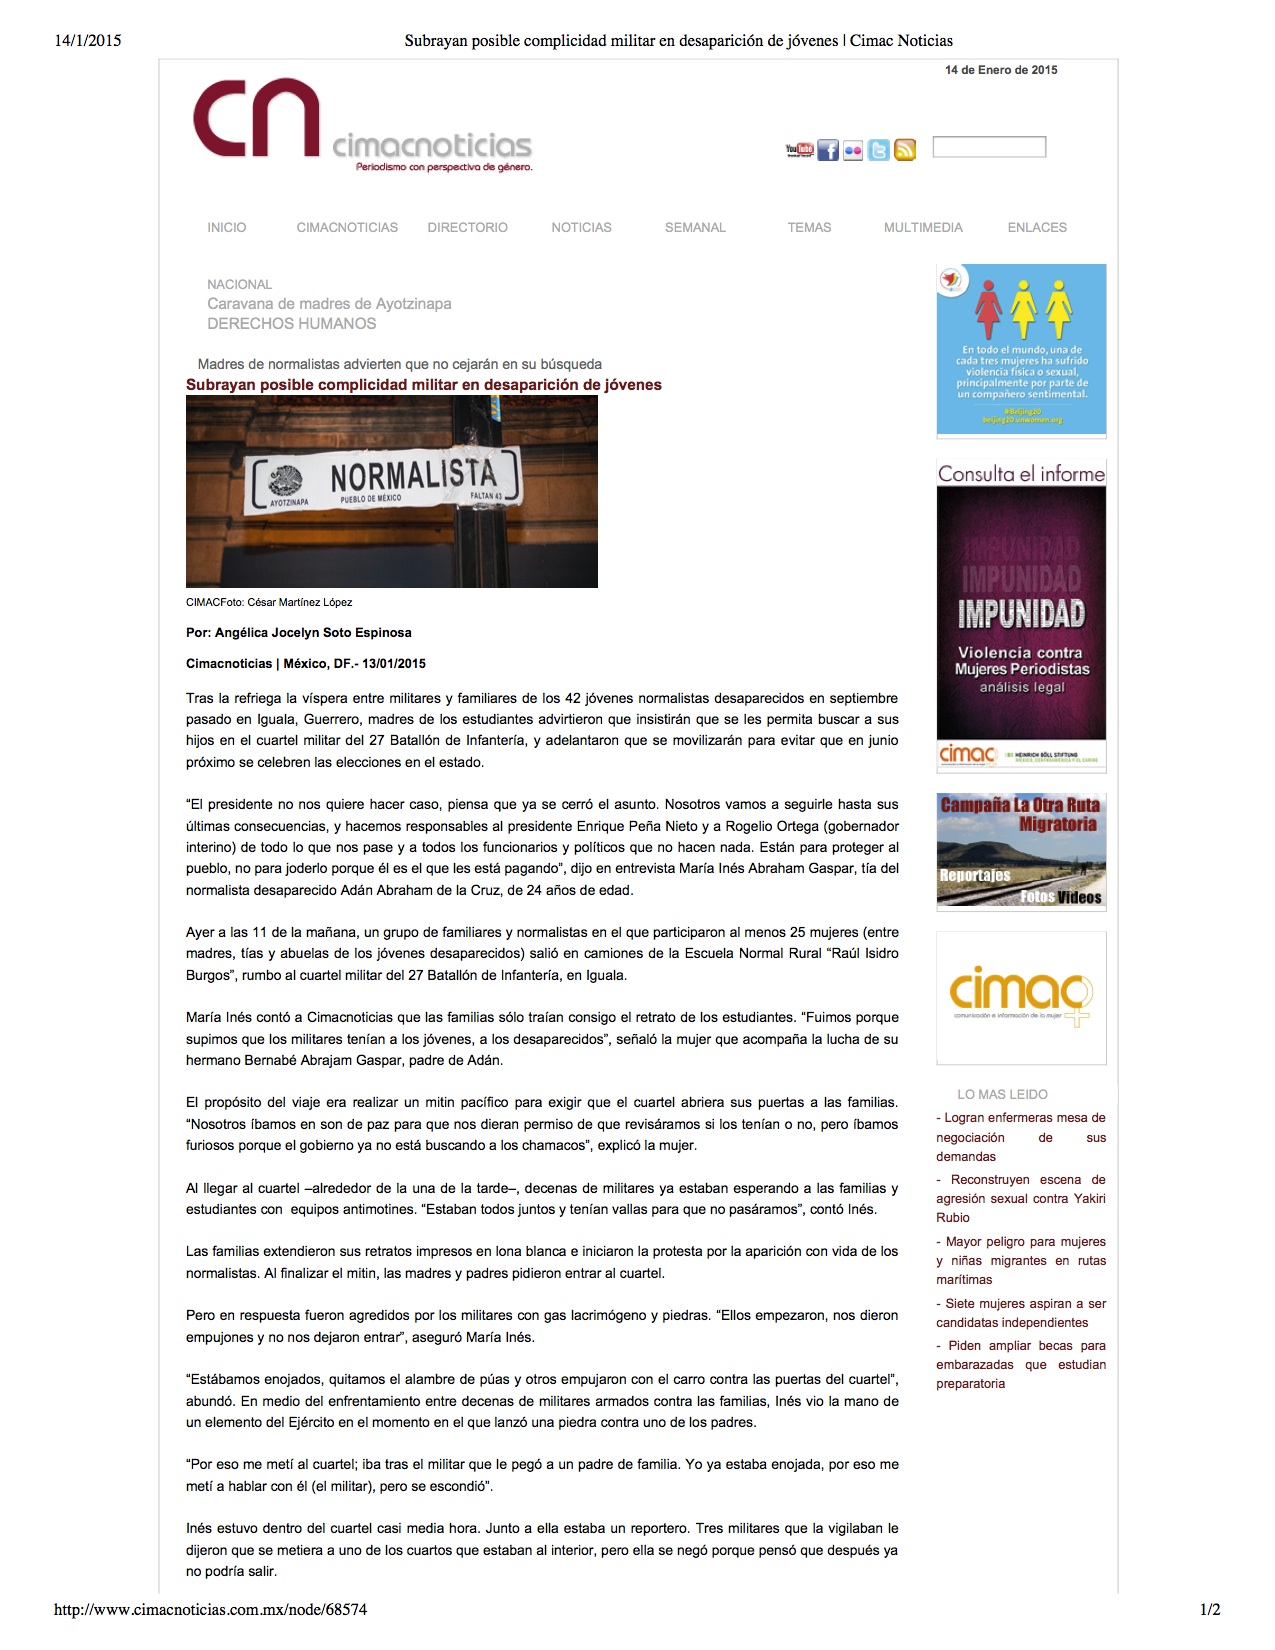 14/1/2015
Subrayan posible complicidad militar en desaparición de jóvenes | Cimac Noticias
14 de Enero de 2015
cn cimacnoticias
Periodismo con perspectiva de género.
You Tube
INICIO CIMACNOTICIAS DIRECTORIO NOTICIAS SEMANAL TEMAS MULTIMEDIA ENLACES
NACIONAL
Caravana de madres de Ayotzinapa
DERECHOS HUMANOS
Madres de normalistas advierten que no cejarán en su búsqueda
Subrayan posible complicidad militar en desaparición de jóvenes
NORMALISTA
AYOTZINAPA
PUEBLO DE MÉXICO
FALTAN 43
CIMACFoto: César Martínez López
Por: Angélica Jocelyn Soto Espinosa
Cimacnoticias | México, DF.- 13/01/2015
Tras la refriega la víspera entre militares y familiares de los 42 jóvenes normalistas desaparecidos en septiembre
pasado en Iguala, Guerrero, madres de los estudiantes advirtieron que insistirán que se les permita buscar a sus
hijos en el cuartel militar del 27 Batallón de Infantería, y adelantaron que se movilizarán para evitar que en junio
próximo se celebren las elecciones en el estado.
“El presidente no nos quiere hacer caso, piensa que ya se cerró el asunto. Nosotros vamos a seguirle hasta sus
últimas consecuencias, y hacemos responsables al presidente Enrique Peña Nieto y a Rogelio Ortega (gobernador
interino) de todo lo que nos pase y a todos los funcionarios y políticos que no hacen nada. Están para proteger al
pueblo, no para joderlo porque él es el que les está pagando”, dijo en entrevista María Inés Abraham Gaspar, tía del
normalista desaparecido Adán Abraham de la Cruz, de 24 años de edad.
Ayer a las 11 de la mañana, un grupo de familiares y normalistas en el que participaron al menos 25 mujeres (entre
madres, tías y abuelas de los jóvenes desaparecidos) salió en camiones de la Escuela Normal Rural “Raúl Isidro
Burgos”, rumbo al cuartel militar del 27 Batallón de Infantería, en Iguala.
María Inés contó a Cimacnoticias que las familias sólo traían consigo el retrato de los estudiantes. “Fuimos porque
supimos que los militares tenían a los jóvenes, a los desaparecidos”, señaló la mujer que acompaña la lucha de su
hermano Bernabé Abrajam Gaspar, padre de Adán.
El propósito del viaje era realizar un mitin pacífico para exigir que el cuartel abriera sus puertas a las familias.
“Nosotros íbamos en son de paz para que nos dieran permiso de que revisáramos si los tenían o no, pero íbamos
furiosos porque el gobierno ya no está buscando a los chamacos”, explicó la mujer.
Al llegar al cuartel –alrededor de la una de la tarde–, decenas de militares ya estaban esperando a las familias y
estudiantes con equipos antimotines. “Estaban todos juntos y tenían vallas para que no pasáramos”, contó Inés.
Las familias extendieron sus retratos impresos en lona blanca e iniciaron la protesta por la aparición con vida de los
normalistas. Al finalizar el mitin, las madres y padres pidieron entrar al cuartel.
Pero en respuesta fueron agredidos por los militares con gas lacrimógeno y piedras. “Ellos empezaron, nos dieron
empujones y no nos dejaron entrar”, aseguró María Inés.
“Estábamos enojados, quitamos el alambre de púas y otros empujaron con el carro contra las puertas del cuartel”,
abundó. En medio del enfrentamiento entre decenas de militares armados contra las familias, Inés vio la mano de
un elemento del Ejército en el momento en el que lanzó una piedra contra uno de los padres.
“Por eso me metí al cuartel; iba tras el militar que le pegó a un padre de familia. Yo ya estaba enojada, por eso me
metí a hablar con él (el militar), pero se escondió”.
Inés estuvo dentro del cuartel casi media hora. Junto a ella estaba un reportero. Tres militares que la vigilaban le
dijeron que se metiera a uno de los cuartos que estaban al interior, pero ella se negó porque pensó que después ya
no podría salir.
En todo el mundo, una de
cada tres mujeres ha sufrido
violencia física o sexual,
principalmente por parte de
un compañero sentimental.
#Beijing20
beijing20.unwomen.org
Consulta el informe
IMPUNIDAD
IMPUNIDAD
IMPUNIDAD
Violencia contra
Mujeres Periodistas
análisis legal
cimac
HEINRICH BÖLL STIFTUNG
MÉXICO, CENTROAMÉRICA Y EL CARIBE
Campaña La Otra Ruta
Migratoria
Reportajes
Fotos Videos
cimac
comunicación e información de la mujer
LO MAS LEIDO
- Logran enfermeras mesa de
negociación de sus
demandas
- Reconstruyen escena de
agresión sexual contra Yakiri
Rubio
- Mayor peligro para mujeres
y niñas migrantes en rutas
marítimas
- Siete mujeres aspiran a ser
candidatas independientes
- Piden ampliar becas para
embarazadas que estudian
preparatoria
http://www.cimacnoticias.com.mx/node/68574
1/2